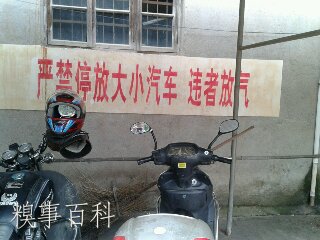 严禁停放大小汽车 违者放气
糗事百科